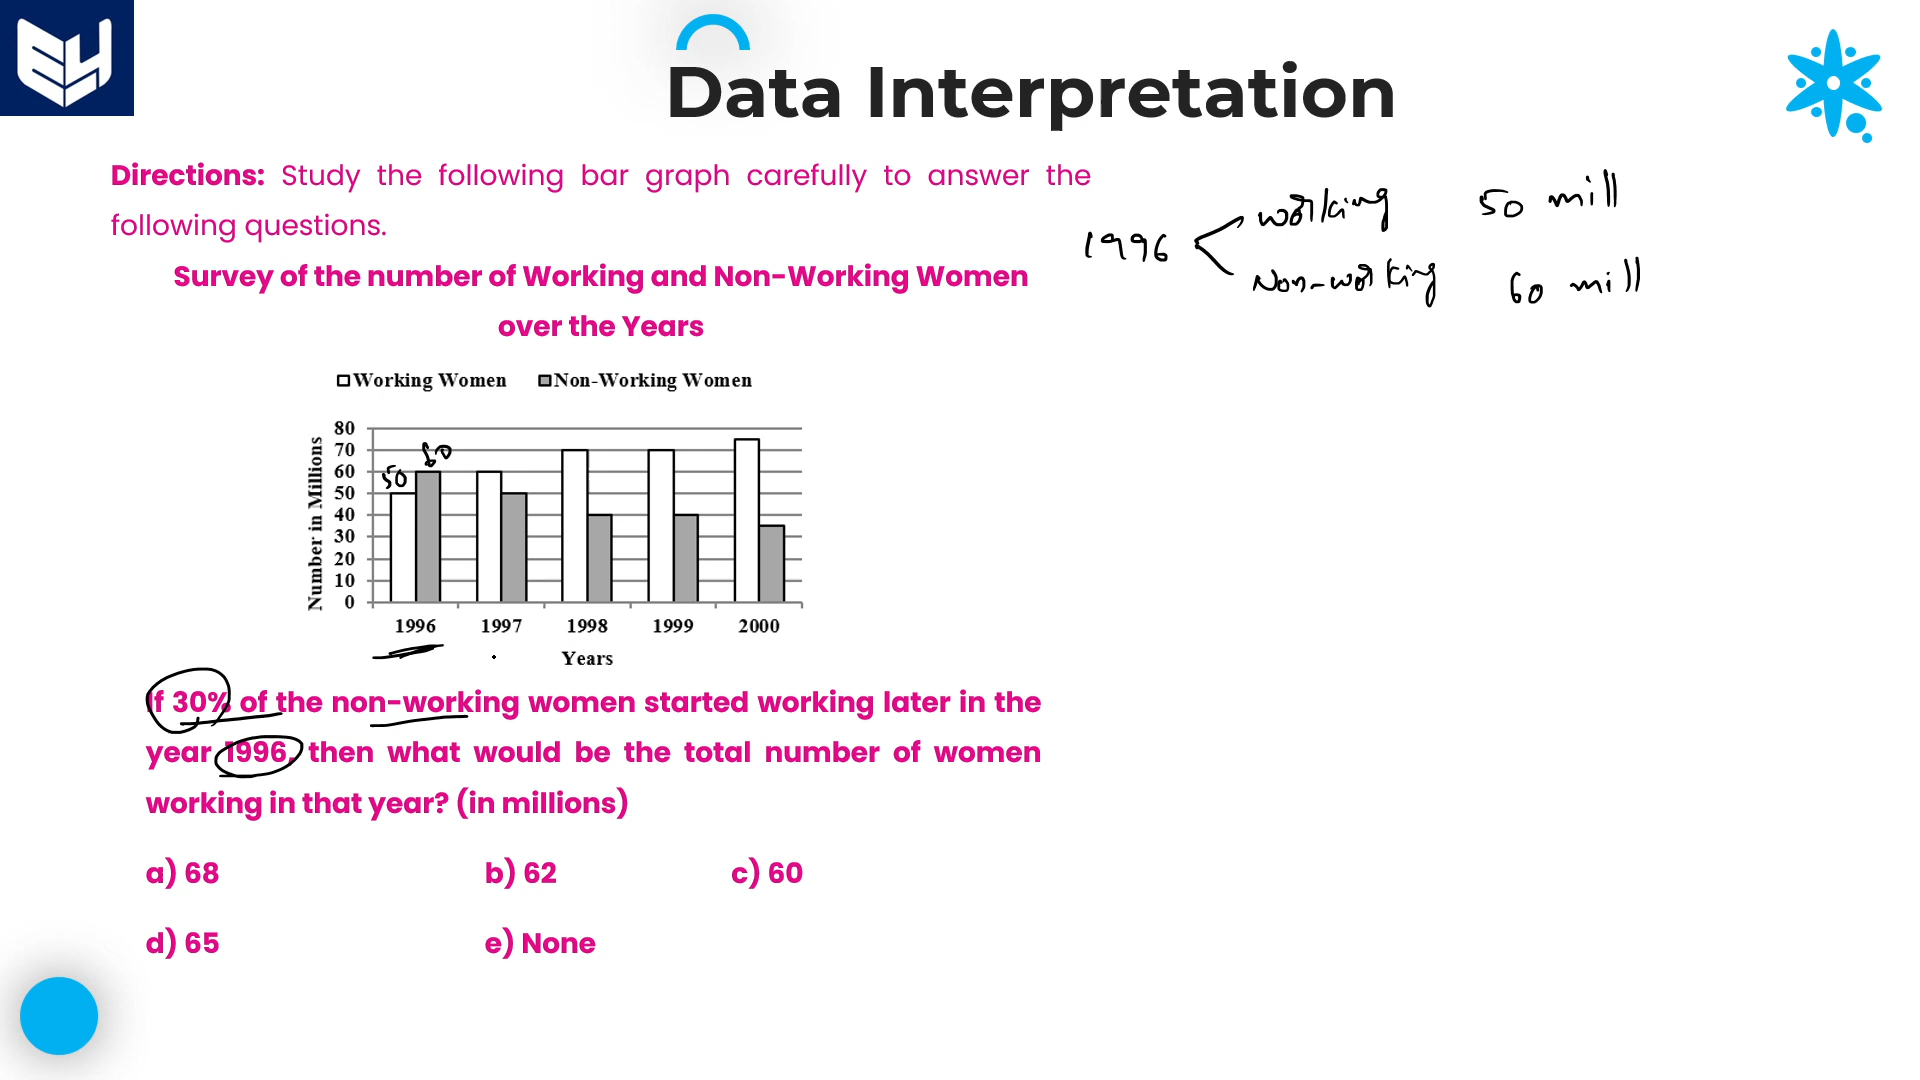 Data Interpretation
Directions: Study the following bar graph carefully to answer the
following questions.
Survey of the number of Working and Non-Working Women
over the Years
Working Women Non-Working Women
Number in Millions
80
70
60
50
40
30
20
10
0
50
60
1996 1997 1998 1999 2000
Years
If 30% of the non-working women started working later in the
year 1996, then what would be the total number of women
working in that year? (in millions)
a) 68 b) 62 c) 60
d) 65 e) None
1996
working 50 mill
Non-working 60 mill